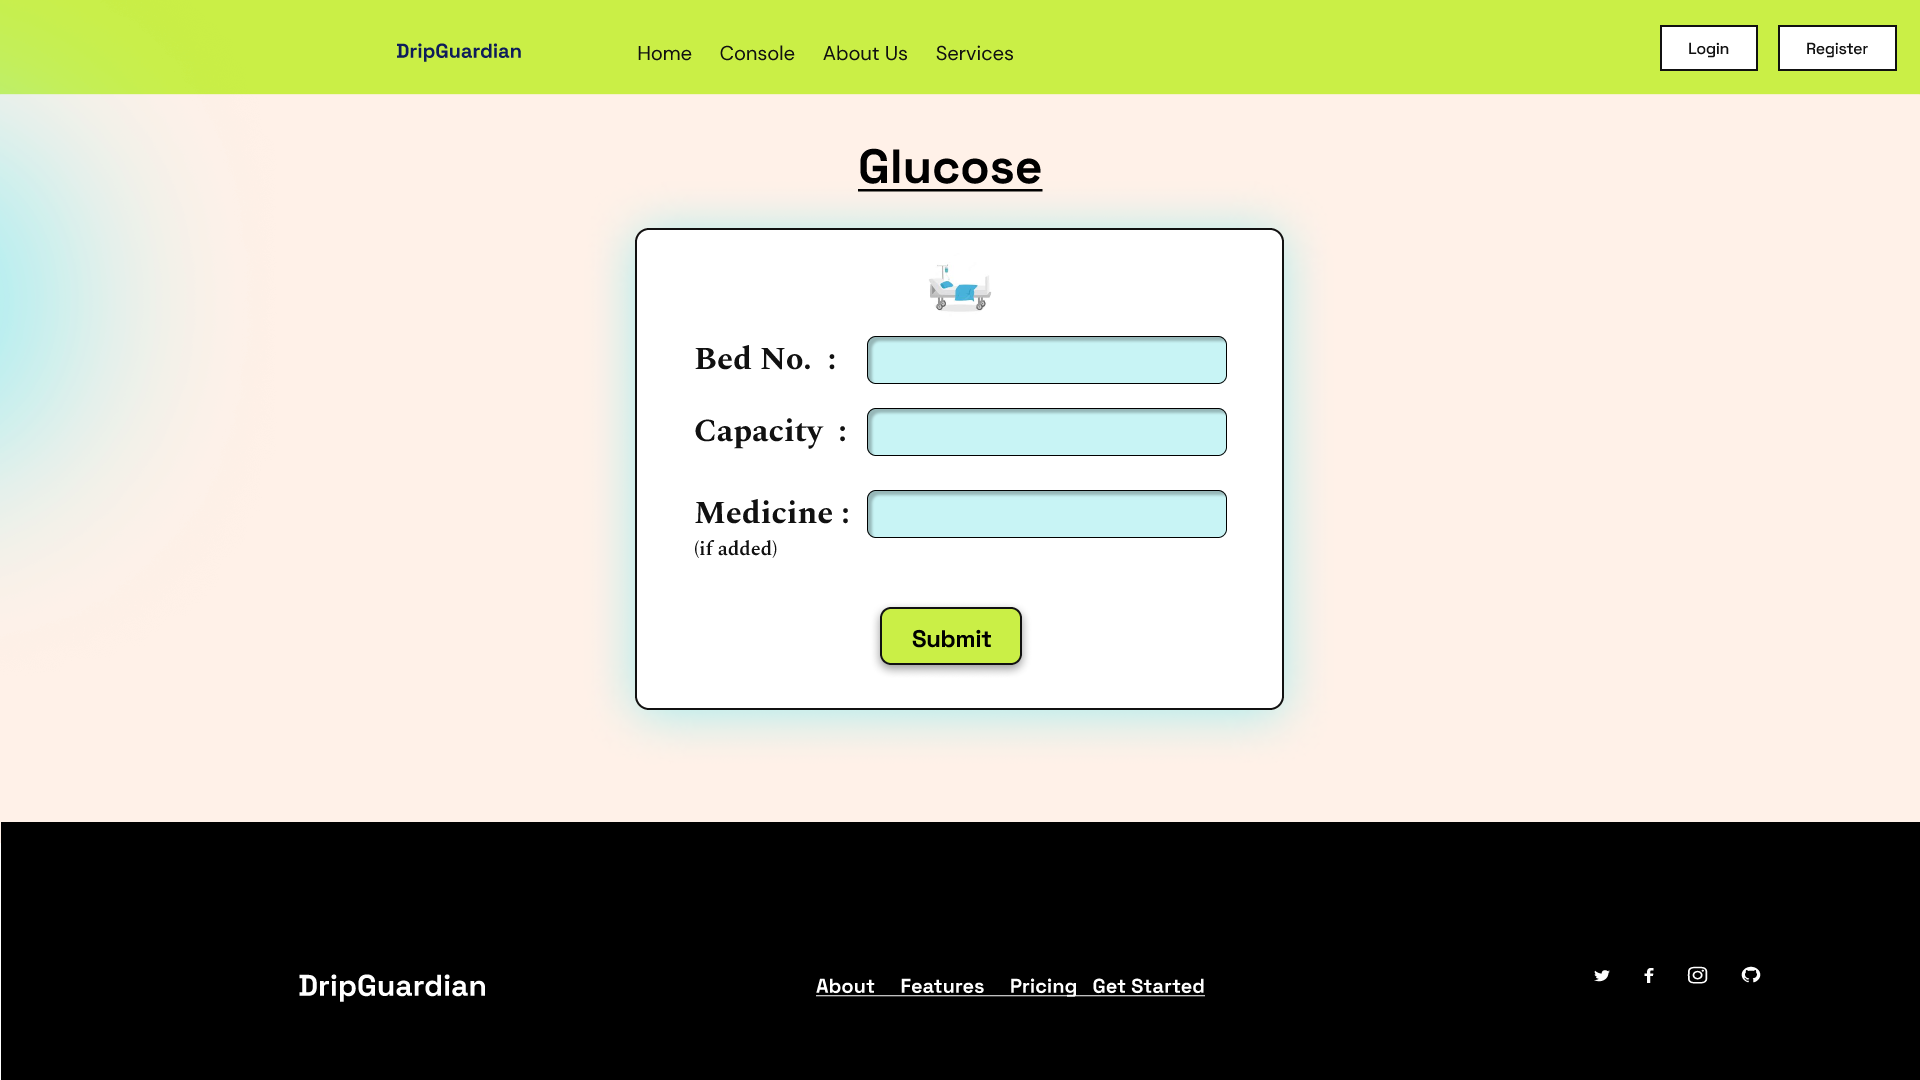 DripGuardian Home Console About Us Services Login Register
Glucose
Bed No. :
Capacity :
Medicine :
(if added)
Submit
DripGuardian About Features Pricing Get Started